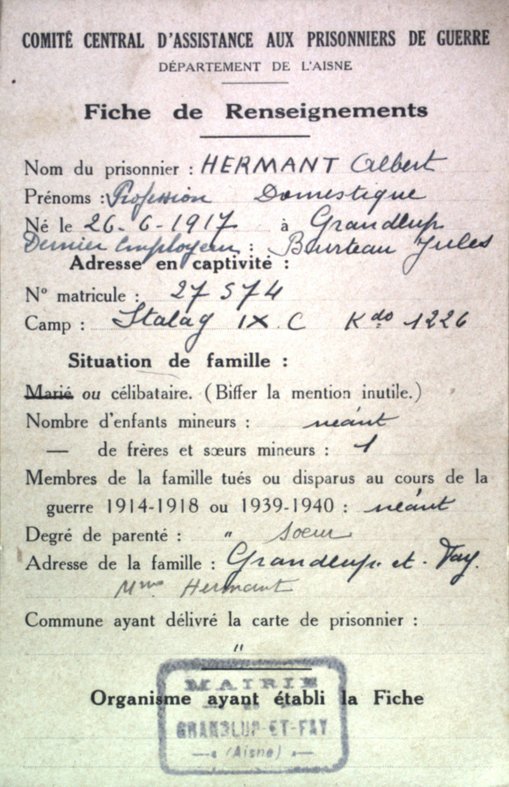 COMITÉ CENTRAL D'ASSISTANCE AUX PRISONNIERS DE GUERRE
DÉPARTEMENT DE L'AISNE
Fiche de Renseignements
Nom du prisonnier : HERMANT Albert
Prénoms : Profession Domestique
Né le 26-6-1917 à Grandlup
Dernier Employeur : Bourteau Jules
Adresse en captivité :
N° matricule : 27574
Camp : Stalag IX.C Kdo 1226
Situation de famille :
Marié ou célibataire. (Biffer la mention inutile.)
Nombre d'enfants mineurs : néant
— de frères et sœurs mineurs : 1
Membres de la famille tués ou disparus au cours de la
guerre 1914-1918 ou 1939-1940 : néant
Degré de parenté : " soeur
Adresse de la famille : Grandlup-et-Fay.
Mme Hermant
Commune ayant délivré la carte de prisonnier :
"
Organisme ayant établi la Fiche
MAIRIE
GRANDLUP-ET-FAY
(Aisne)